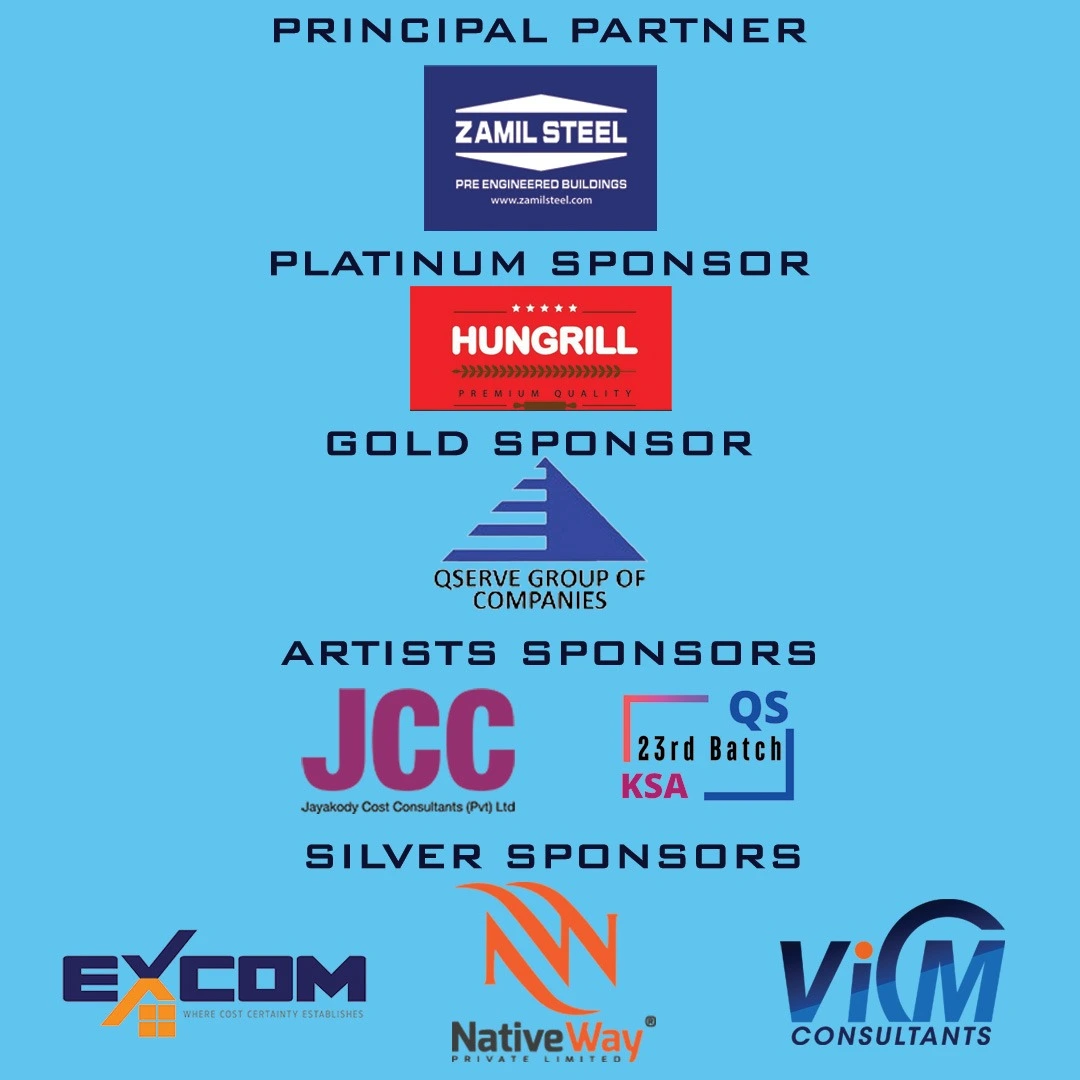 PRINCIPAL PARTNER
ZAMIL STEEL
PRE ENGINEERED BUILDINGS
www.zamilsteel.com
PLATINUM SPONSOR
HUNGRILL
PREMIUM QUALITY
GOLD SPONSOR
QSERVE GROUP OF
COMPANIES
ARTISTS SPONSORS
JCC
Jayakody Cost Consultants (Pvt) Ltd
QS
23rd Batch
KSA
SILVER SPONSORS
EXCOM
WHERE COST CERTAINTY ESTABLISHES
NativeWay®
PRIVATE LIMITED
ViCM
CONSULTANTS